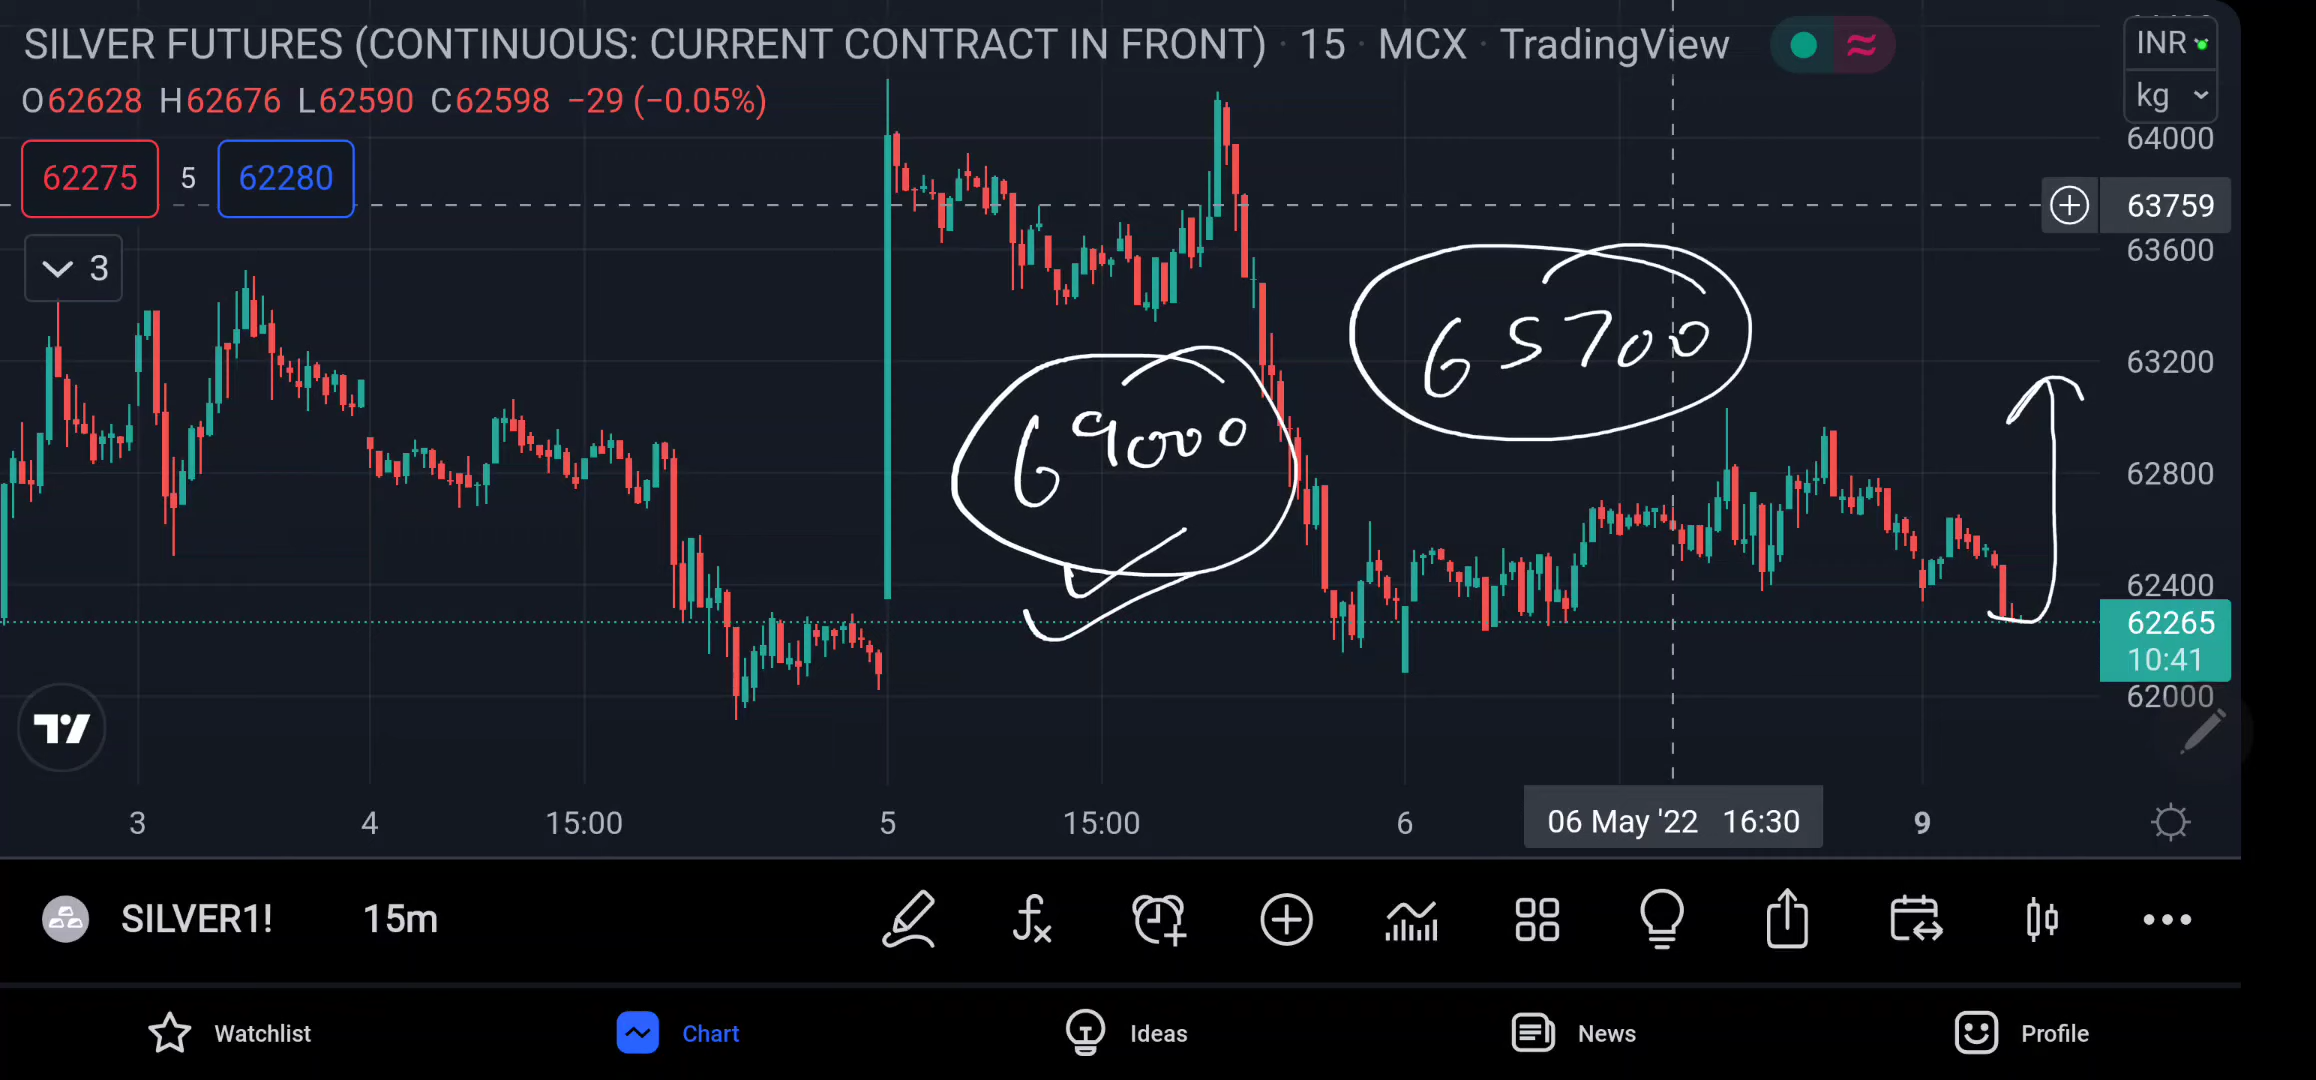 SILVER FUTURES (CONTINUOUS: CURRENT CONTRACT IN FRONT) · 15 · MCX · TradingView
INR
O62628 H62676 L62590 C62598 −29 (−0.05%)
kg
64000
62275 5 62280
63759
63600
3
65700
63200
69000
62800
62400
62265
10:41
62000
3 4 15:00 5 15:00 6 06 May '22 16:30 9
SILVER1! 15m
Watchlist Chart Ideas News Profile